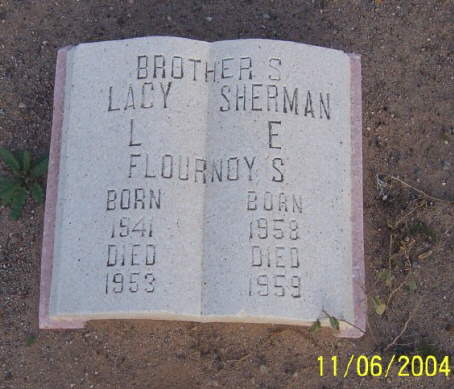 BROTHER S
LACY SHERMAN
L E
FLOURNOY S
BORN BORN
1941 1958
DIED DIED
1953 1959
11/06/2004